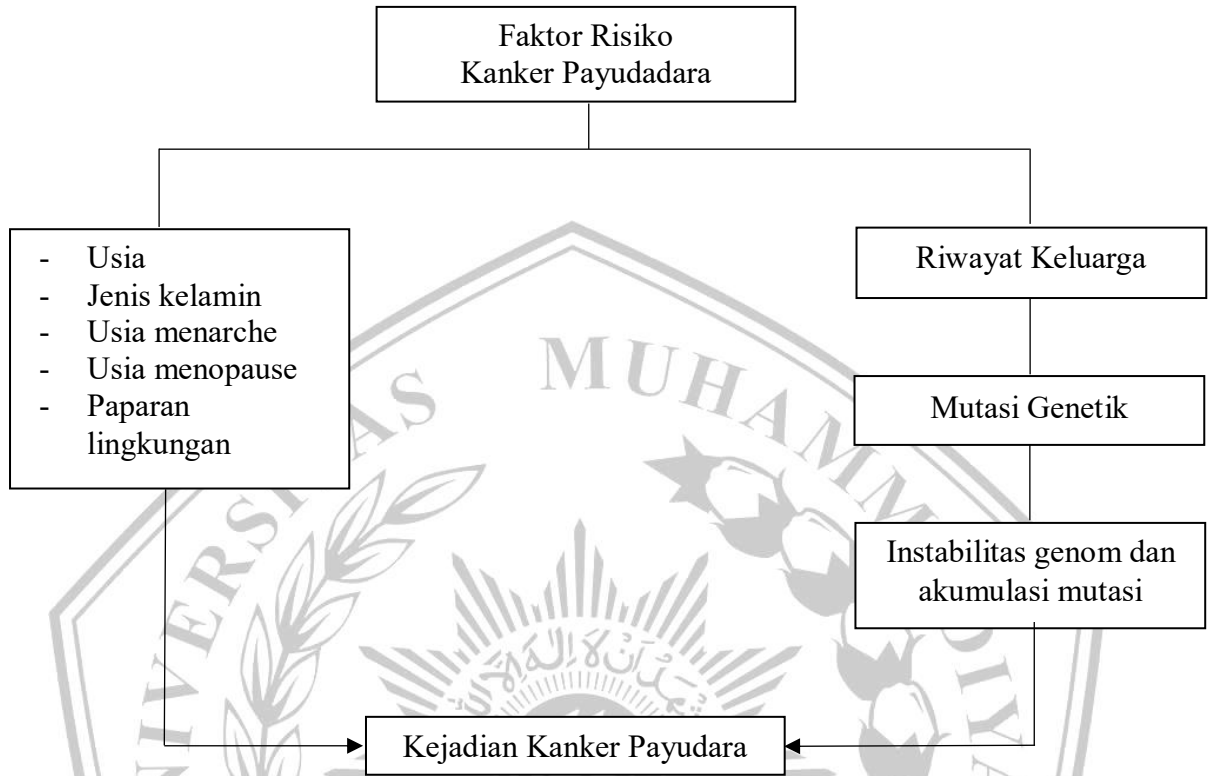 Faktor Risiko
Kanker Payudadara
- Usia
- Jenis kelamin
- Usia menarche
- Usia menopause
- Paparan
lingkungan
Riwayat Keluarga
Mutasi Genetik
Instabilitas genom dan
akumulasi mutasi
Kejadian Kanker Payudara
MUHAMMADIYA